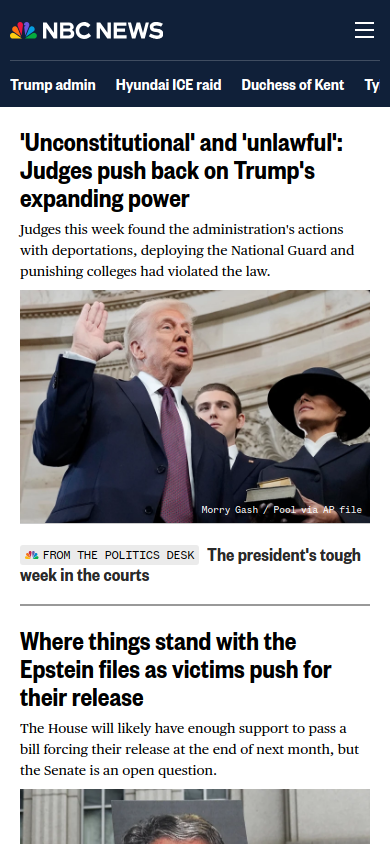 NBC NEWS
Trump admin Hyundai ICE raid Duchess of Kent Ty
'Unconstitutional' and 'unlawful':
Judges push back on Trump's
expanding power
Judges this week found the administration's actions
with deportations, deploying the National Guard and
punishing colleges had violated the law.
Morry Gash / Pool via AP file
FROM THE POLITICS DESK The president's tough
week in the courts
Where things stand with the
Epstein files as victims push for
their release
The House will likely have enough support to pass a
bill forcing their release at the end of next month, but
the Senate is an open question.